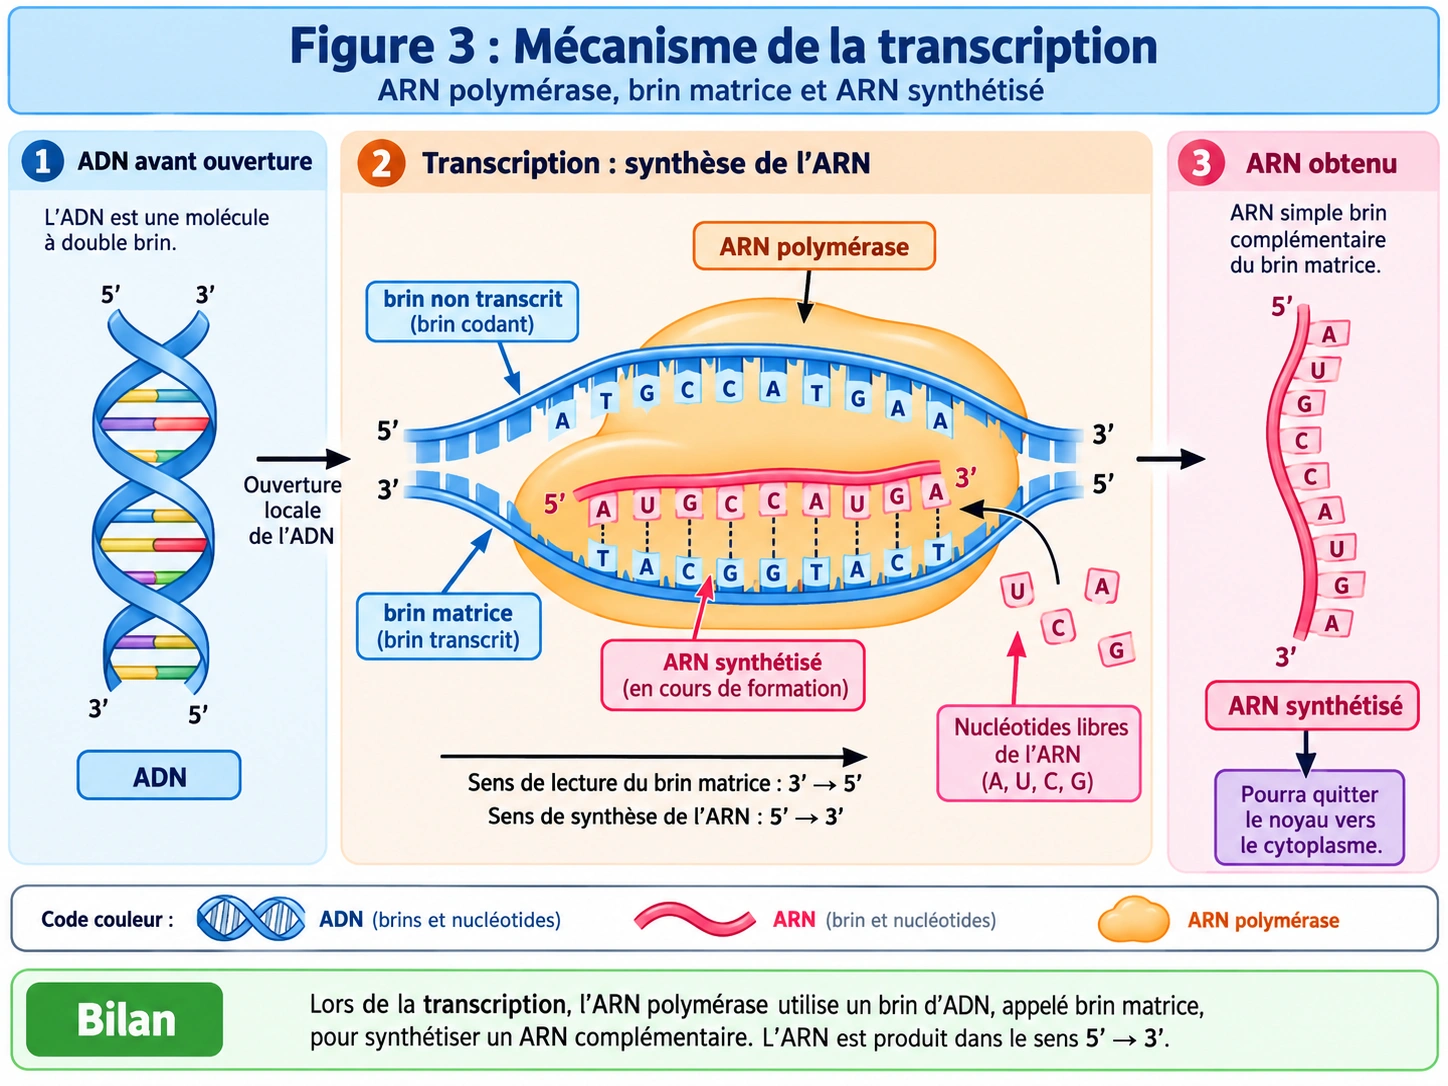 Figure 3 : Mécanisme de la transcription
ARN polymérase, brin matrice et ARN synthétisé
1 ADN avant ouverture
L’ADN est une molécule
à double brin.
5’ 3’
3’ 5’
ADN
Ouverture
locale
de l’ADN
2 Transcription : synthèse de l’ARN
ARN polymérase
brin non transcrit
(brin codant)
5’ A T G C C A T G A A 3’
5’ A U G C C A U G A 3’
3’ T A C G G T A C T 5’
brin matrice
(brin transcrit)
ARN synthétisé
(en cours de formation)
U A
C
G
Nucléotides libres
de l’ARN
(A, U, C, G)
Sens de lecture du brin matrice : 3’ → 5’
Sens de synthèse de l’ARN : 5’ → 3’
3 ARN obtenu
ARN simple brin
complémentaire
du brin matrice.
5’
A
U
G
C
C
A
U
G
A
3’
ARN synthétisé
Pourra quitter
le noyau vers
le cytoplasme.
Code couleur : ADN (brins et nucléotides) ARN (brin et nucléotides) ARN polymérase
Bilan
Lors de la transcription, l’ARN polymérase utilise un brin d’ADN, appelé brin matrice,
pour synthétiser un ARN complémentaire. L’ARN est produit dans le sens 5’ → 3’.